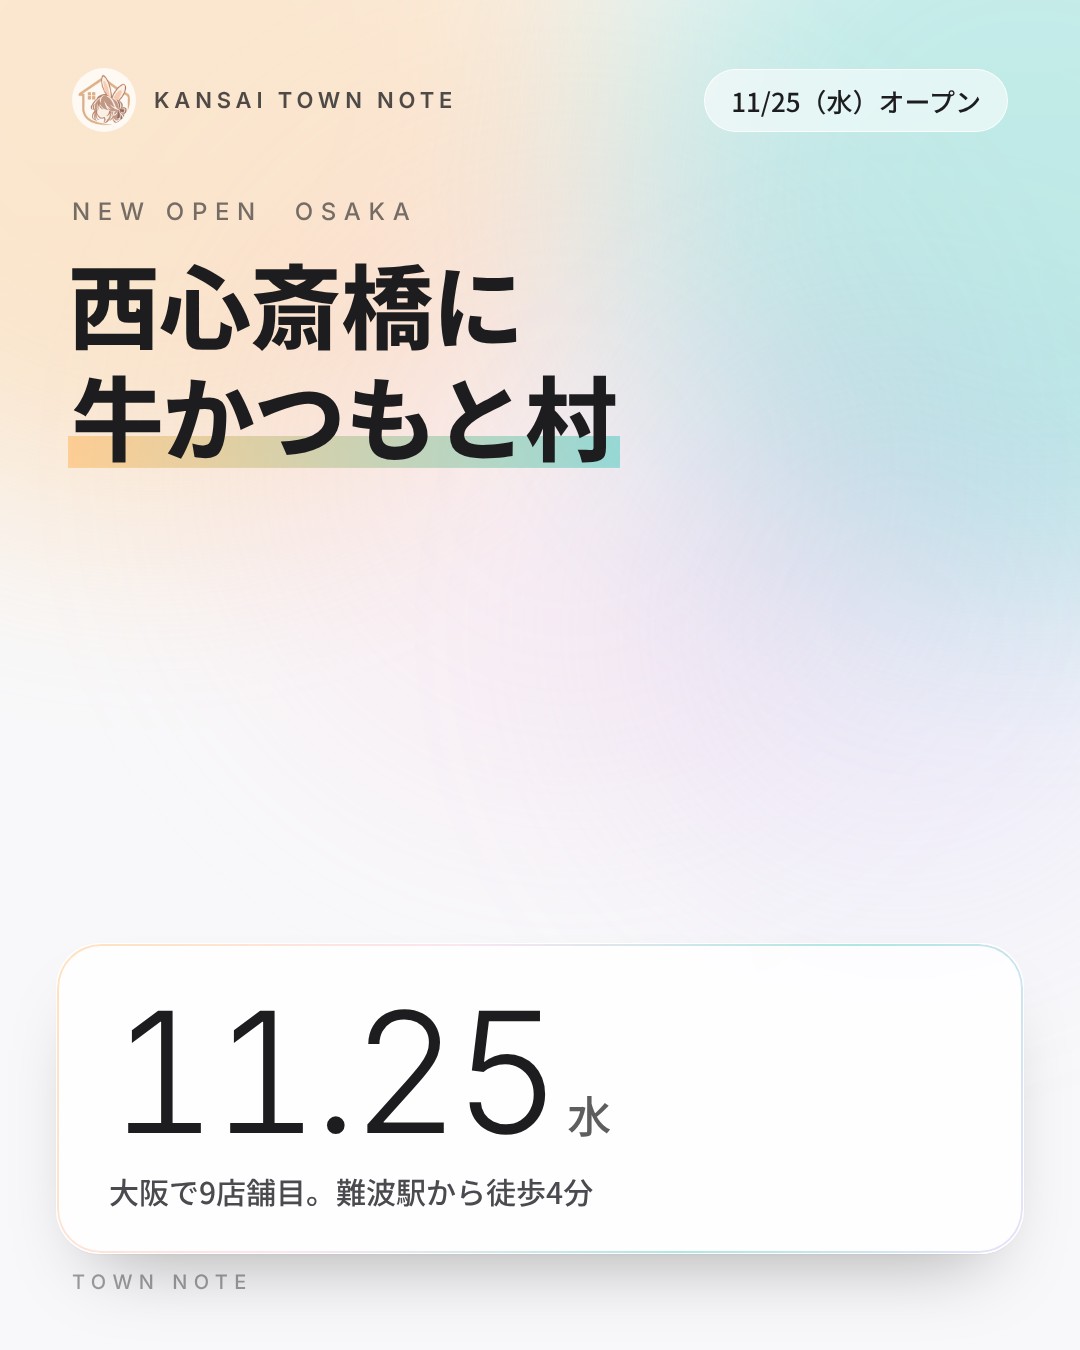 KANSAI TOWN NOTE
11/25（水）オープン
NEW OPEN OSAKA
西心斎橋に
牛かつもと村
11.25 水
大阪で9店舗目。難波駅から徒歩4分
TOWN NOTE